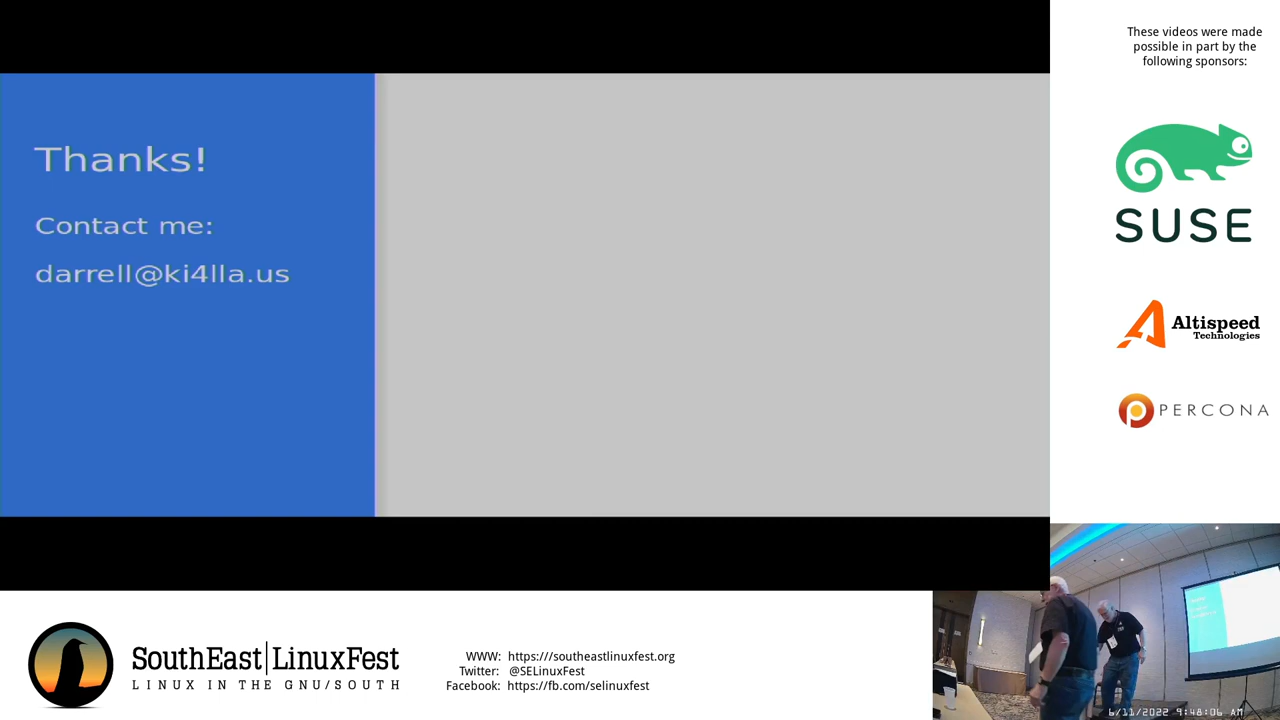 These videos were made
possible in part by the
following sponsors:
Thanks!
Contact me:
darrell@ki4lla.us
SUSE
Altispeed
Technologies
PERCONA
SouthEast|LinuxFest
LINUX IN THE GNU/SOUTH
WWW: https:///southeastlinuxfest.org
Twitter: @SELinuxFest
Facebook: https://fb.com/selinuxfest
6/11/2022 9:48:06 AM